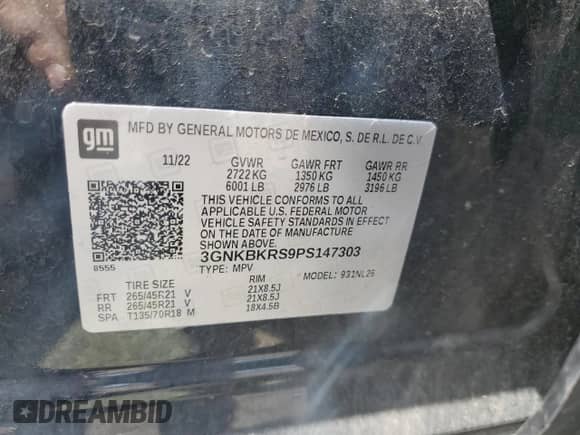 gm
MFD BY GENERAL MOTORS DE MEXICO, S. DE R.L. DE C.V.
11/22 GVWR GAWR FRT GAWR RR
2722 KG 1350 KG 1450 KG
6001 LB 2976 LB 3196 LB
THIS VEHICLE CONFORMS TO ALL
APPLICABLE U.S. FEDERAL MOTOR
VEHICLE SAFETY STANDARDS IN EFFECT
ON THE DATE OF MANUFACTURE
SHOWN ABOVE.
8555 3GNKBKRS9PS147303
TYPE: MPV MODEL: 931NL26
TIRE SIZE RIM
FRT 265/45R21 V 21X8.5J
RR 265/45R21 V 21X8.5J
SPA T135/70R18 M 18X4.5B
DREAMBID